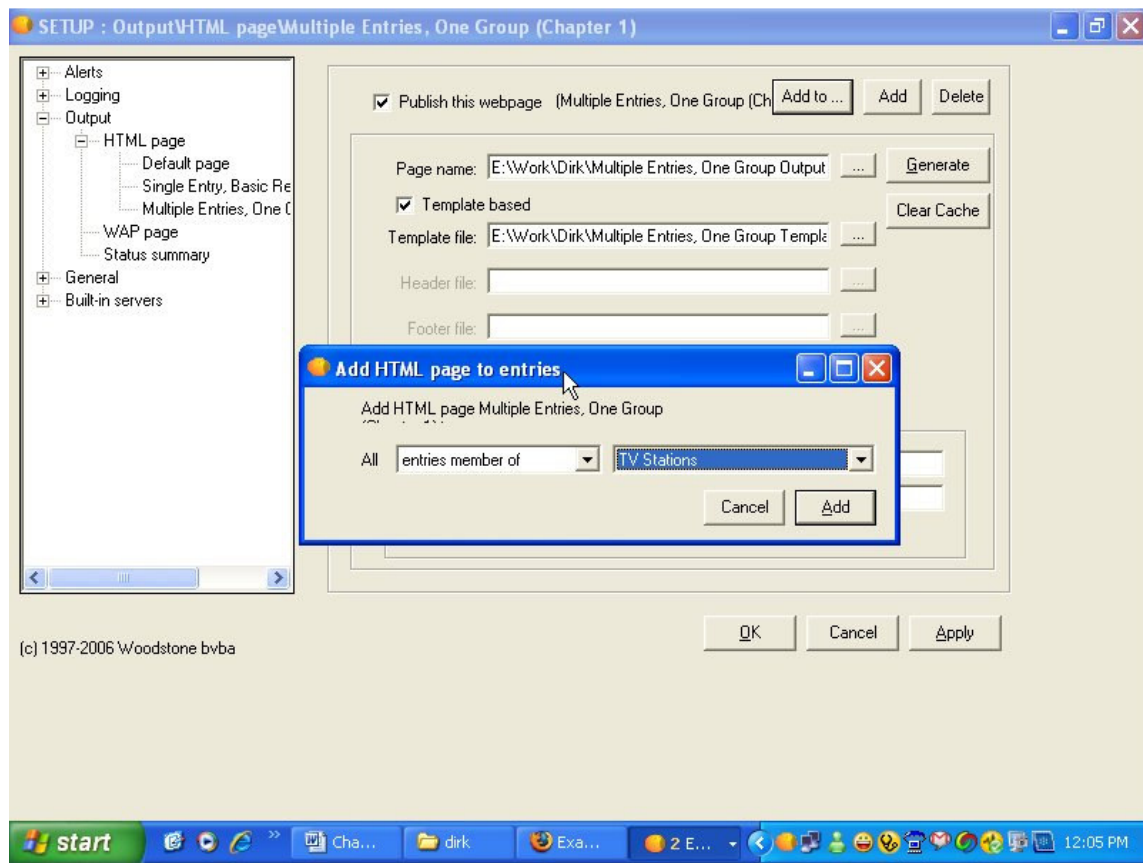 SETUP : Output\HTML page\Multiple Entries, One Group (Chapter 1)
Alerts
Logging
Output
HTML page
Default page
Single Entry, Basic Re
Multiple Entries, One
WAP page
Status summary
General
Built-in servers
Publish this webpage (Multiple Entries, One Group (Ch
Add to ...
Add
Delete
Page name: E:\Work\Dirk\Multiple Entries, One Group Output
...
Generate
Template based
Clear Cache
Template file: E:\Work\Dirk\Multiple Entries, One Group Templa
...
Header file:
...
Footer file:
...
Add HTML page to entries
Add HTML page Multiple Entries, One Group
All entries member of TV Stations
Cancel
Add
OK
Cancel
Apply
(c) 1997-2006 Woodstone bvba
start
Cha...
dirk
Exa...
2 E...
12:05 PM